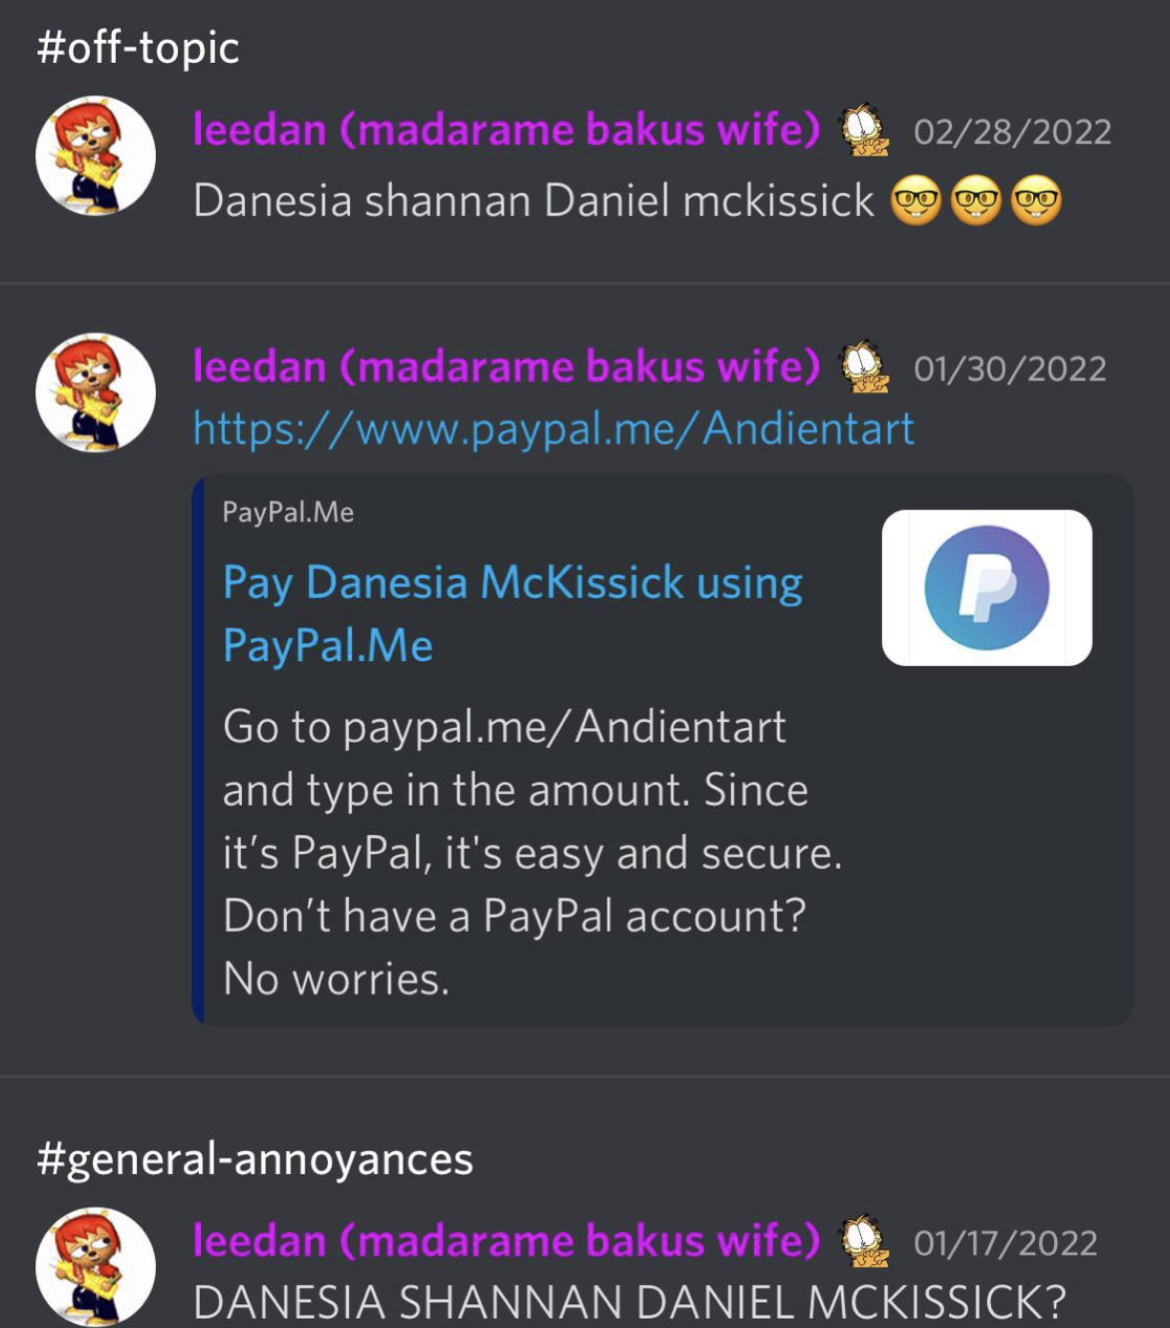 #off-topic
leedan (madarame bakus wife) 02/28/2022
Danesia shannan Daniel mckissick 🤓🤓🤓
leedan (madarame bakus wife) 01/30/2022
https://www.paypal.me/Andientart
PayPal.Me
Pay Danesia McKissick using
PayPal.Me
Go to paypal.me/Andientart
and type in the amount. Since
it’s PayPal, it's easy and secure.
Don’t have a PayPal account?
No worries.
#general-annoyances
leedan (madarame bakus wife) 01/17/2022
DANESIA SHANNAN DANIEL MCKISSICK?